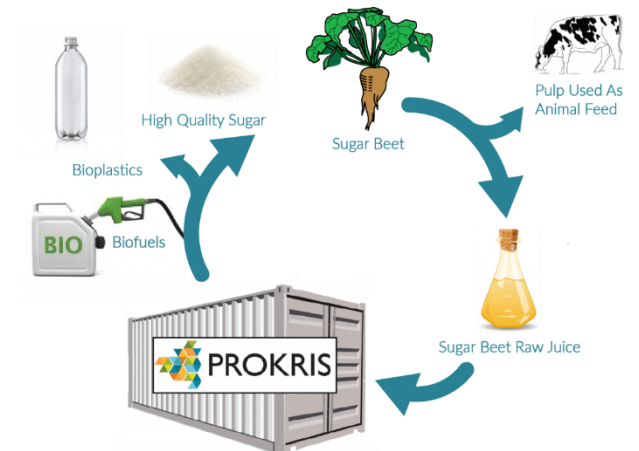 High Quality Sugar
Bioplastics
BIO
Biofuels
Sugar Beet
Pulp Used As
Animal Feed
Sugar Beet Raw Juice
PROKRIS